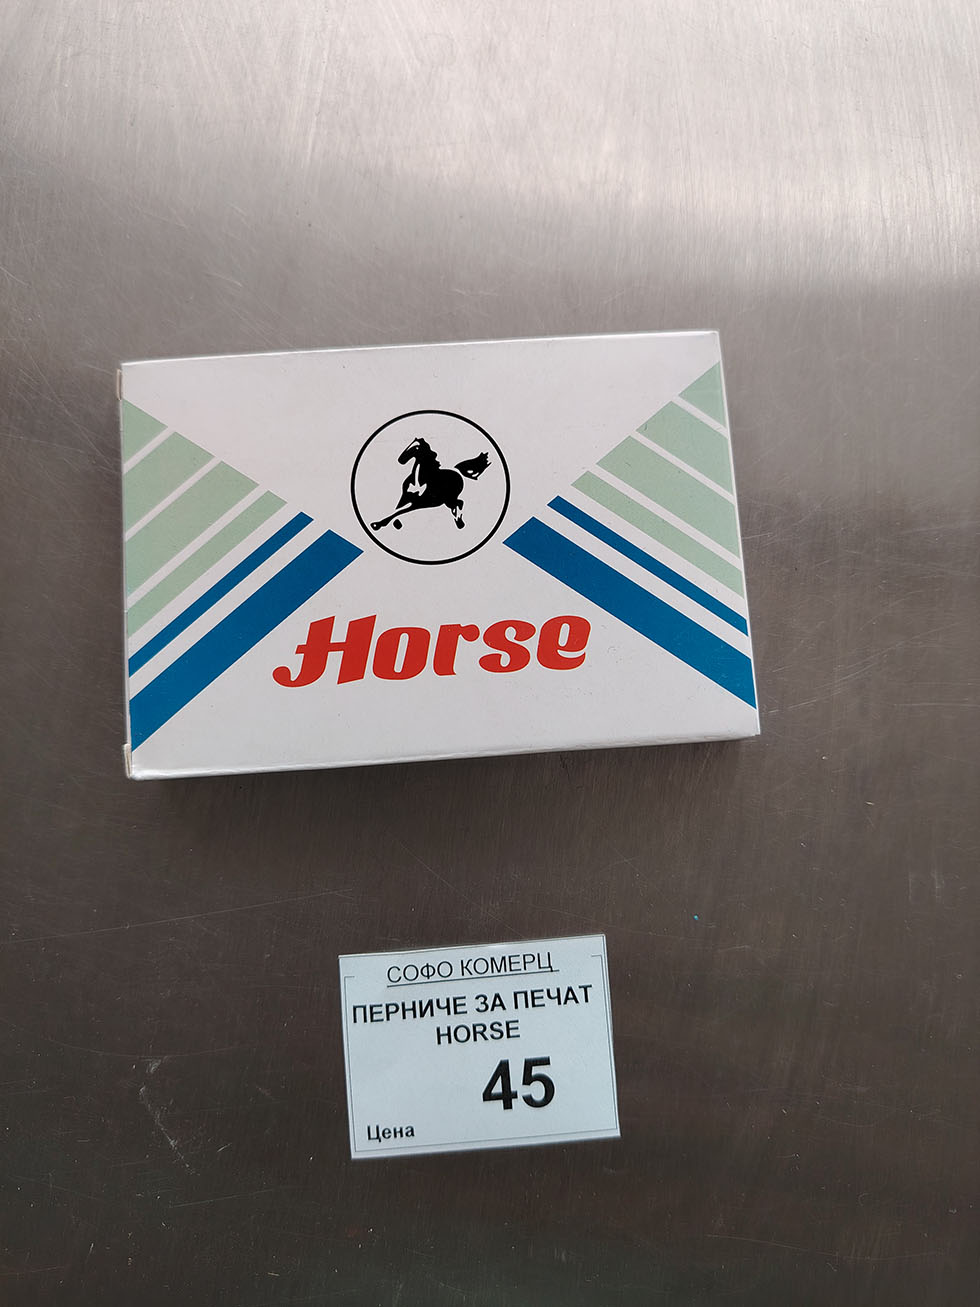 Horse
СОФО КОМЕРЦ
ПЕРНИЧЕ ЗА ПЕЧАТ
HORSE
45
Цена